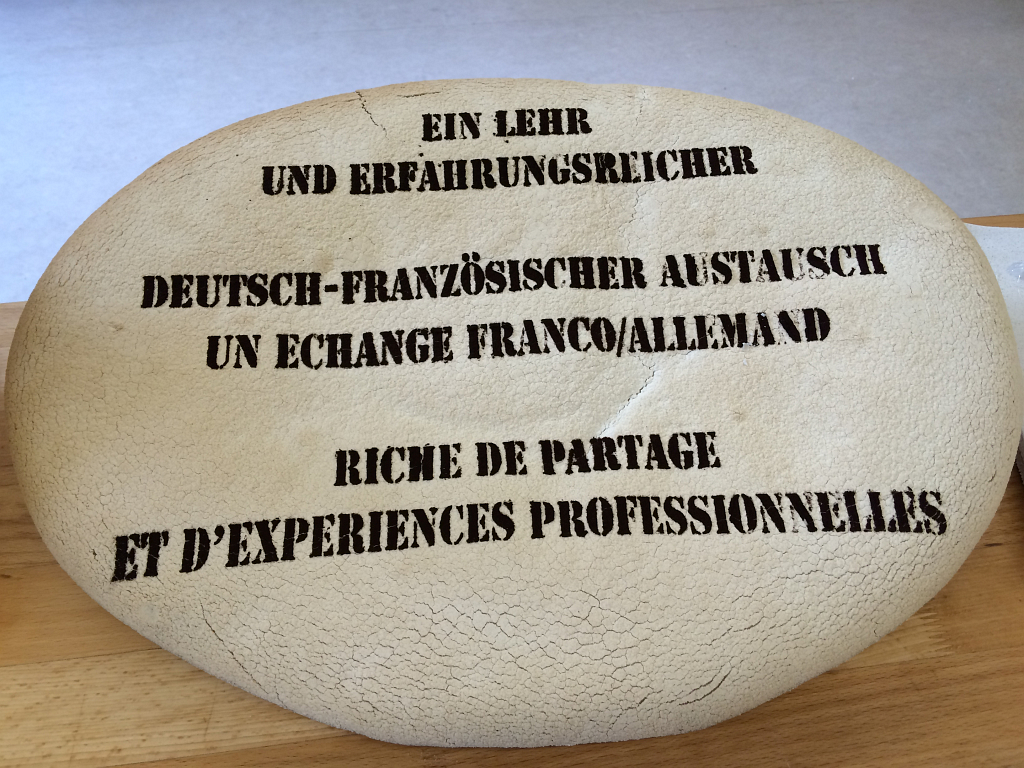 EIN LEHR
UND ERFAHRUNGSREICHER
DEUTSCH-FRANZÖSISCHER AUSTAUSCH
UN ECHANGE FRANCO/ALLEMAND
RICHE DE PARTAGE
ET D'EXPERIENCES PROFESSIONNELLES